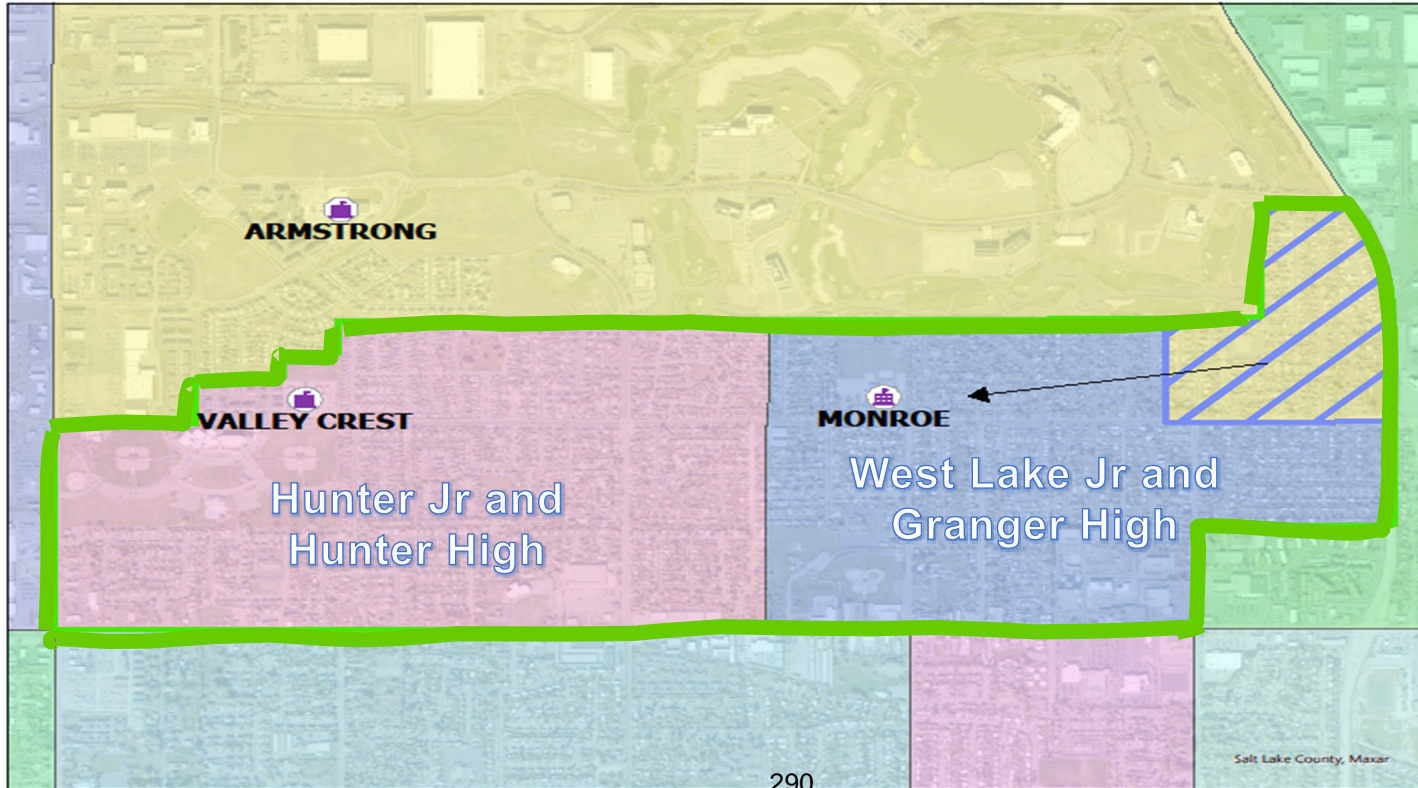 ARMSTRONG
VALLEY CREST
MONROE
Hunter Jr and
Hunter High
West Lake Jr and
Granger High
Salt Lake County, Maxar
290